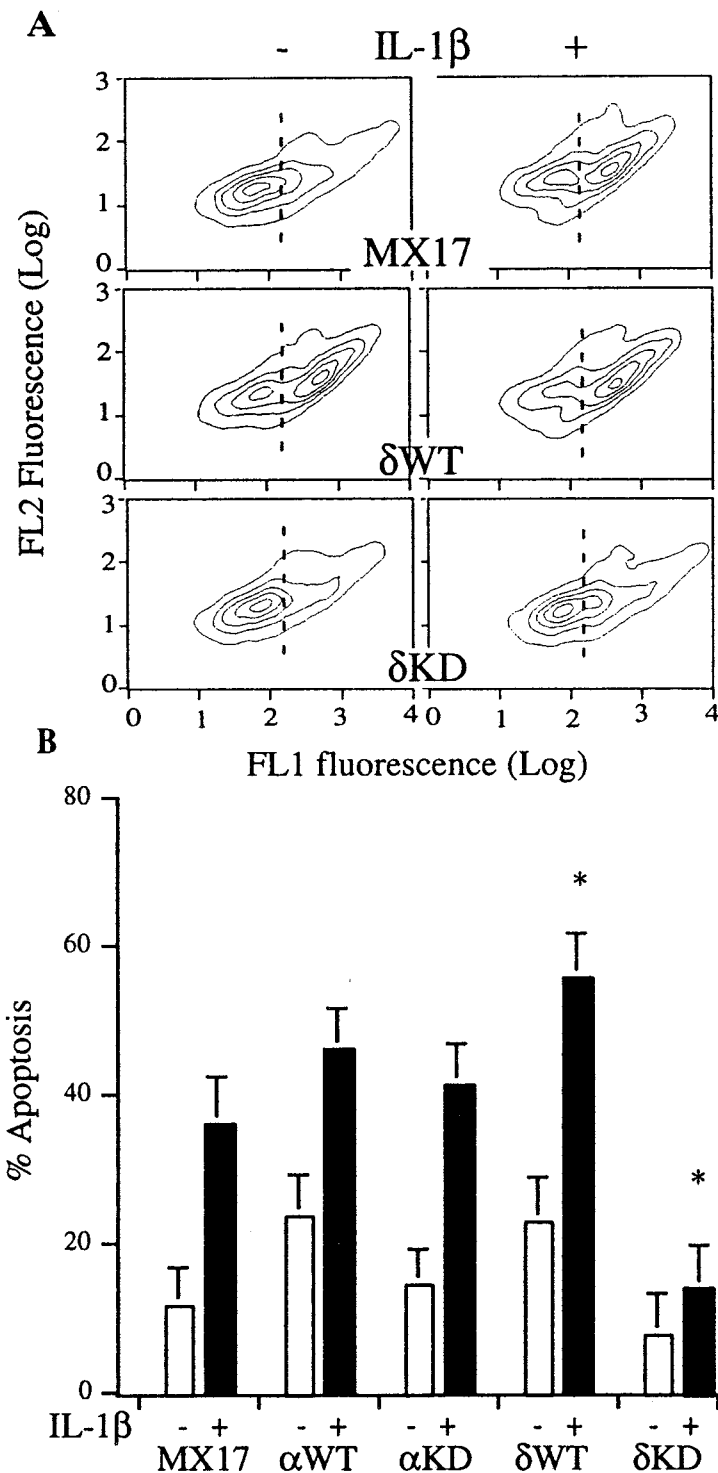 A
- IL-1β +
3
2
1
0
MX17
3
2
1
0
δWT
3
2
1
0
δKD
0 1 2 3 4 0 1 2 3 4
FL2 Fluorescence (Log)
FL1 fluorescence (Log)
B
80
60
40
20
0
% Apoptosis
*
*
IL-1β - + - + - + - + - +
MX17 αWT αKD δWT δKD